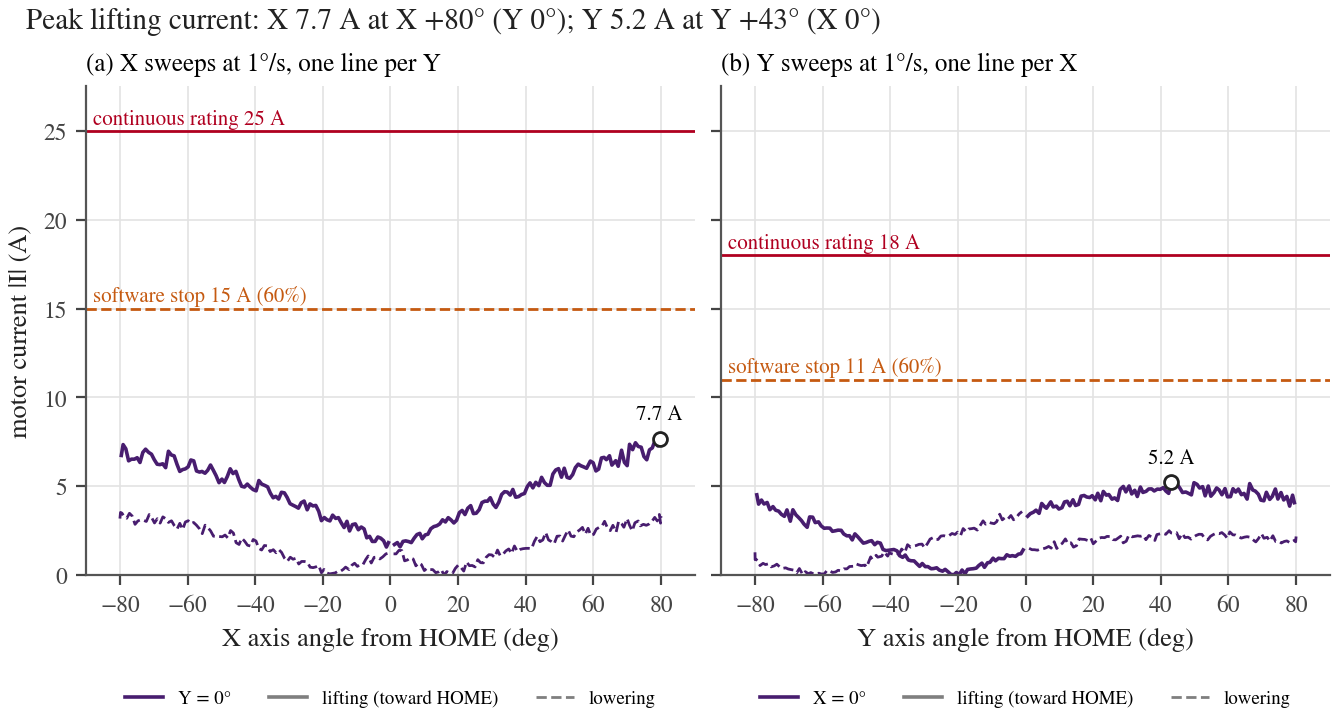 Peak lifting current: X 7.7 A at X +80° (Y 0°); Y 5.2 A at Y +43° (X 0°)
(a) X sweeps at 1°/s, one line per Y
continuous rating 25 A
software stop 15 A (60%)
7.7 A
motor current |I| (A)
25
20
15
10
5
0
−80 −60 −40 −20 0 20 40 60 80
X axis angle from HOME (deg)
Y = 0° lifting (toward HOME) lowering
(b) Y sweeps at 1°/s, one line per X
continuous rating 18 A
software stop 11 A (60%)
5.2 A
−80 −60 −40 −20 0 20 40 60 80
Y axis angle from HOME (deg)
X = 0° lifting (toward HOME) lowering